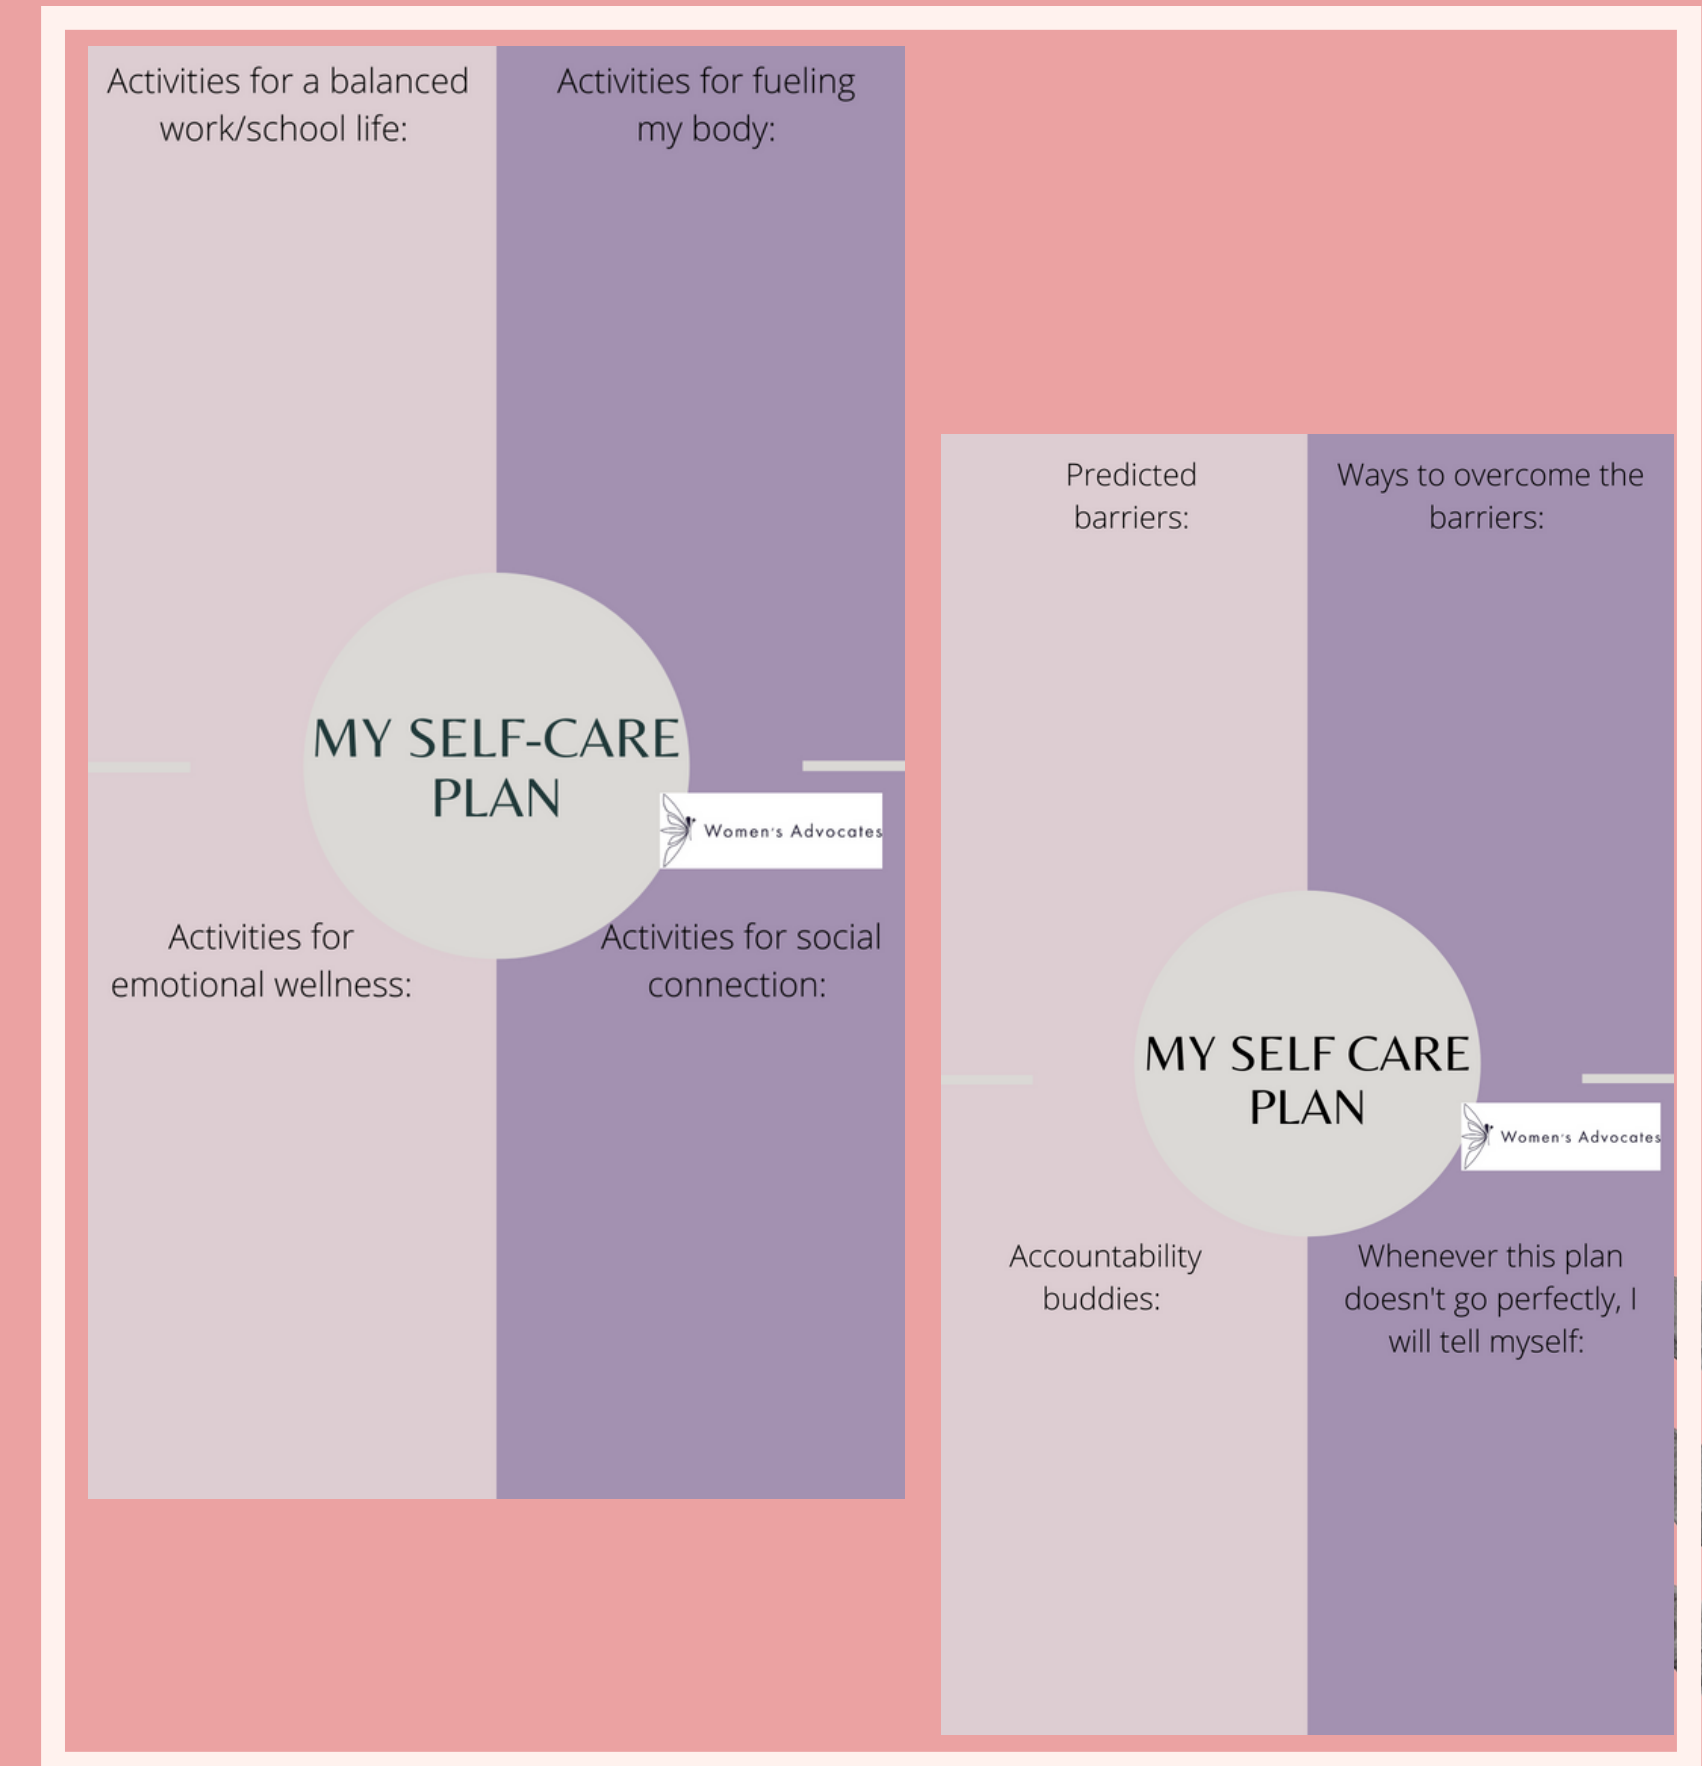 Activities for a balanced
work/school life:
Activities for fueling
my body:
MY SELF-CARE
PLAN
Women's Advocates
Activities for
emotional wellness:
Activities for social
connection:
Predicted
barriers:
Ways to overcome the
barriers:
MY SELF CARE
PLAN
Women's Advocates
Accountability
buddies:
Whenever this plan
doesn't go perfectly, I
will tell myself: